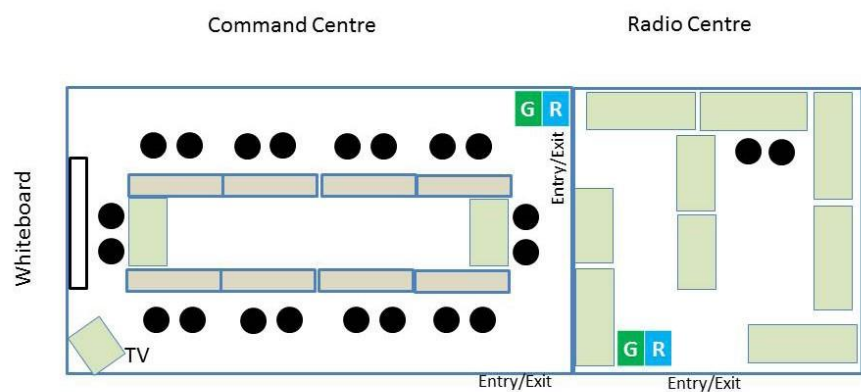 Command Centre
Radio Centre
G R
Entry/Exit
Whiteboard
TV
G R
Entry/Exit
Entry/Exit